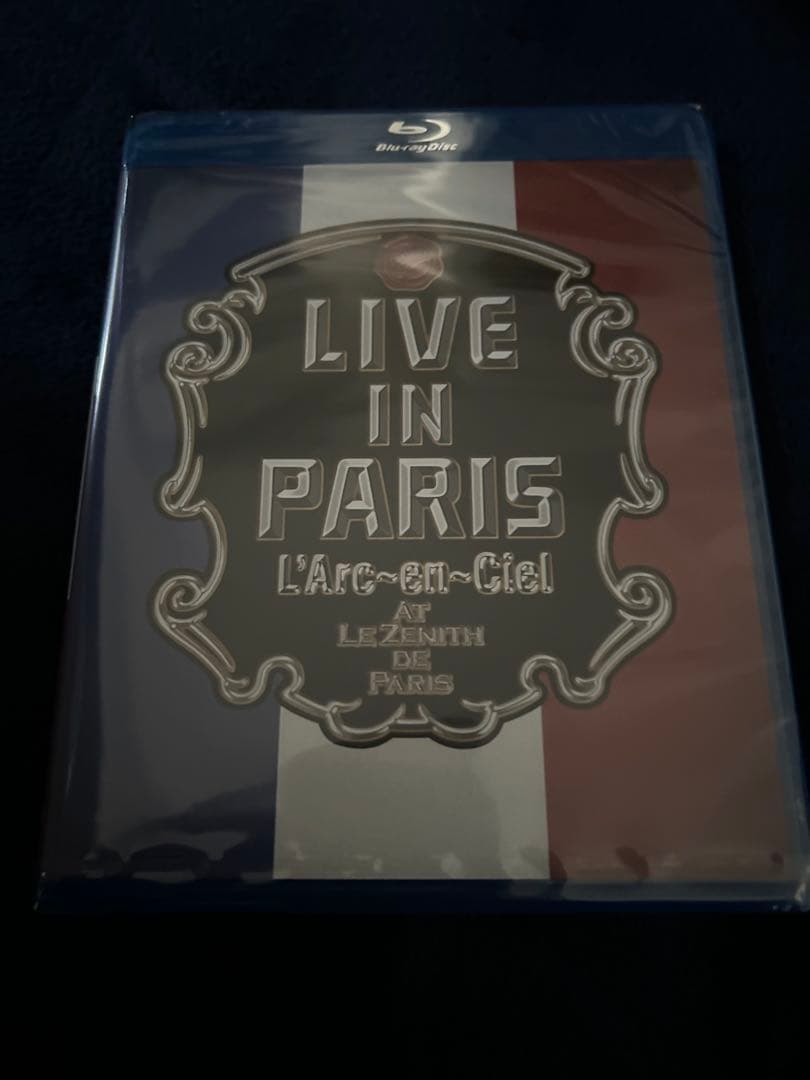 Blu-ray Disc
LIVE
IN
PARIS
L'Arc~en~Ciel
AT
LE ZENITH
DE
PARIS